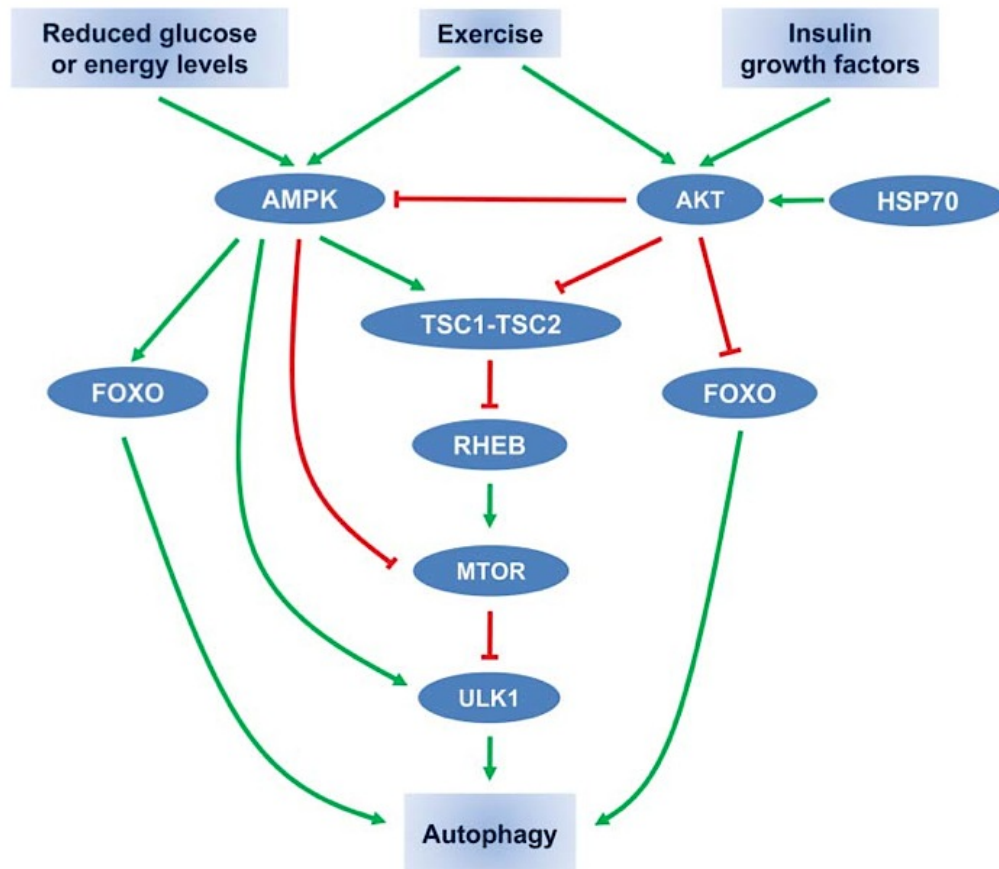 Reduced glucose
or energy levels
Exercise
Insulin
growth factors
AMPK
AKT
HSP70
TSC1-TSC2
FOXO
FOXO
RHEB
MTOR
ULK1
Autophagy